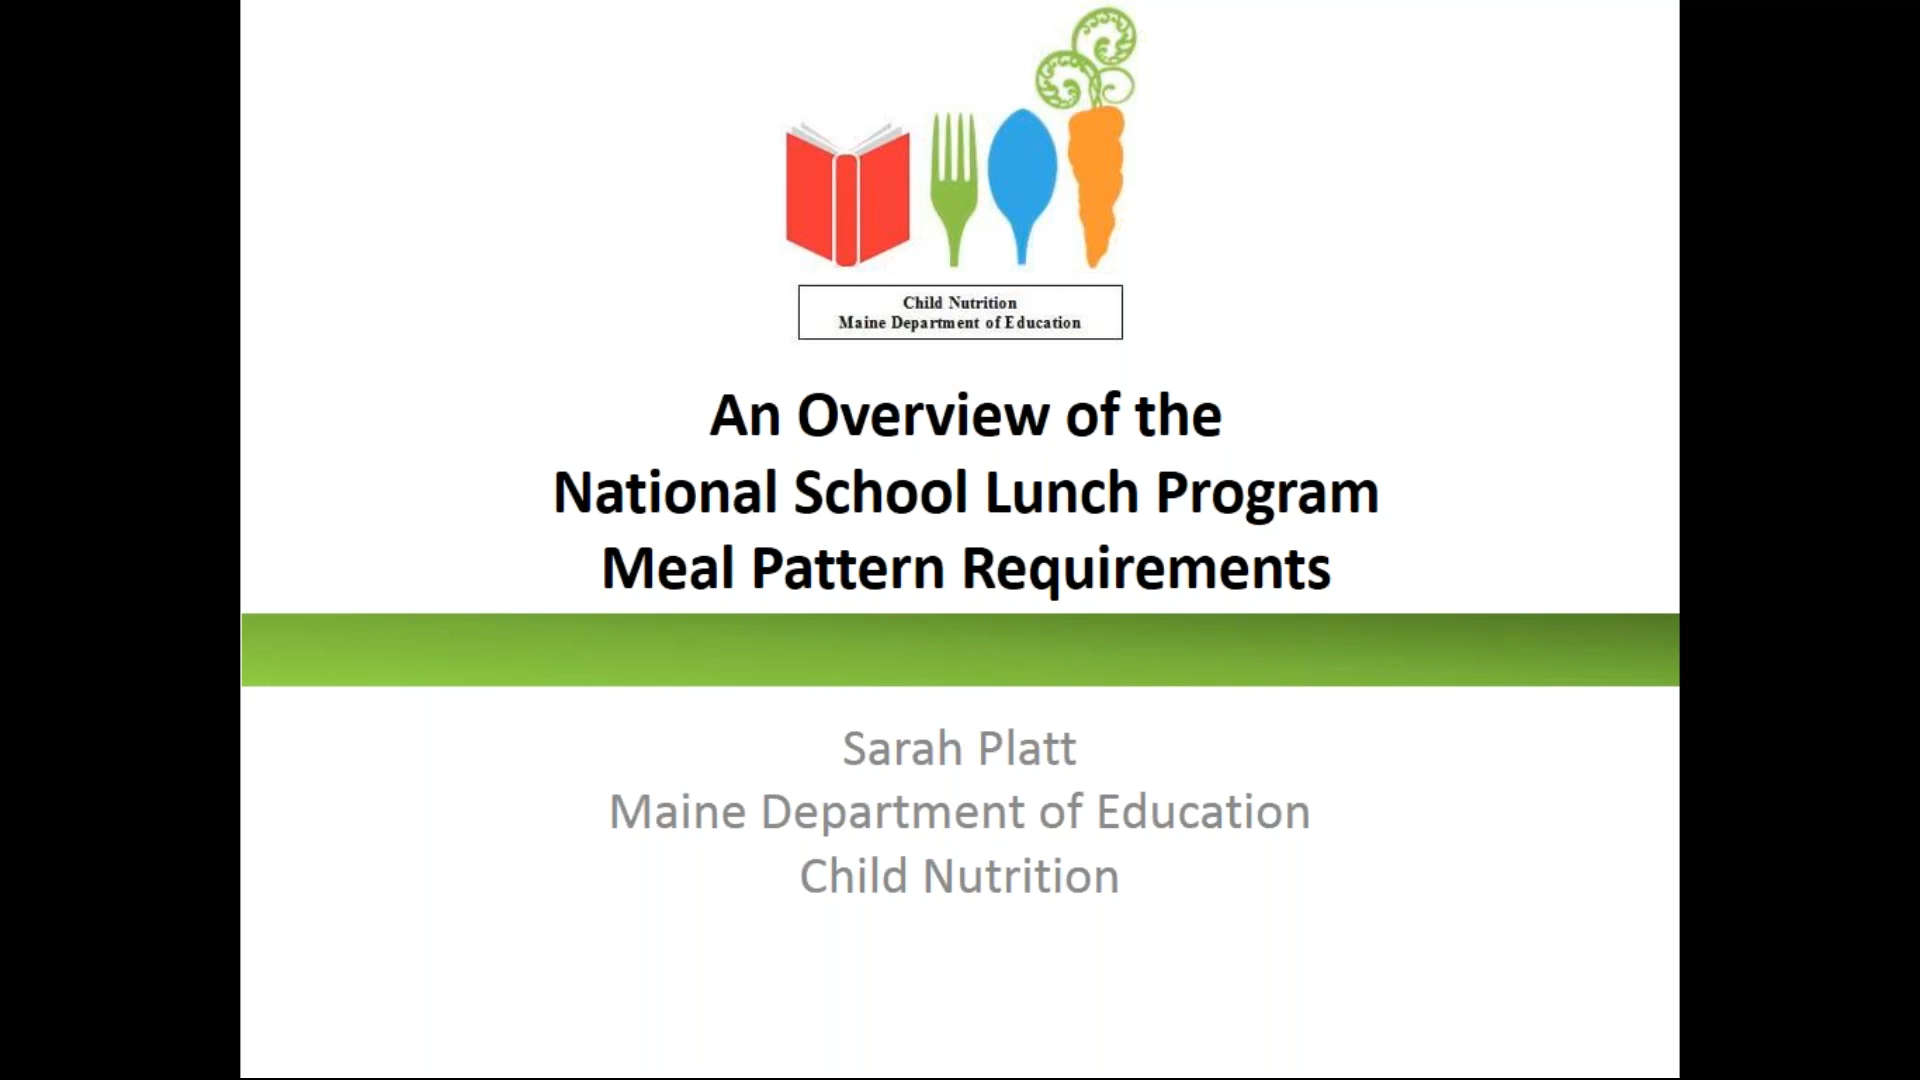 Child Nutrition
Maine Department of Education
An Overview of the
National School Lunch Program
Meal Pattern Requirements
Sarah Platt
Maine Department of Education
Child Nutrition